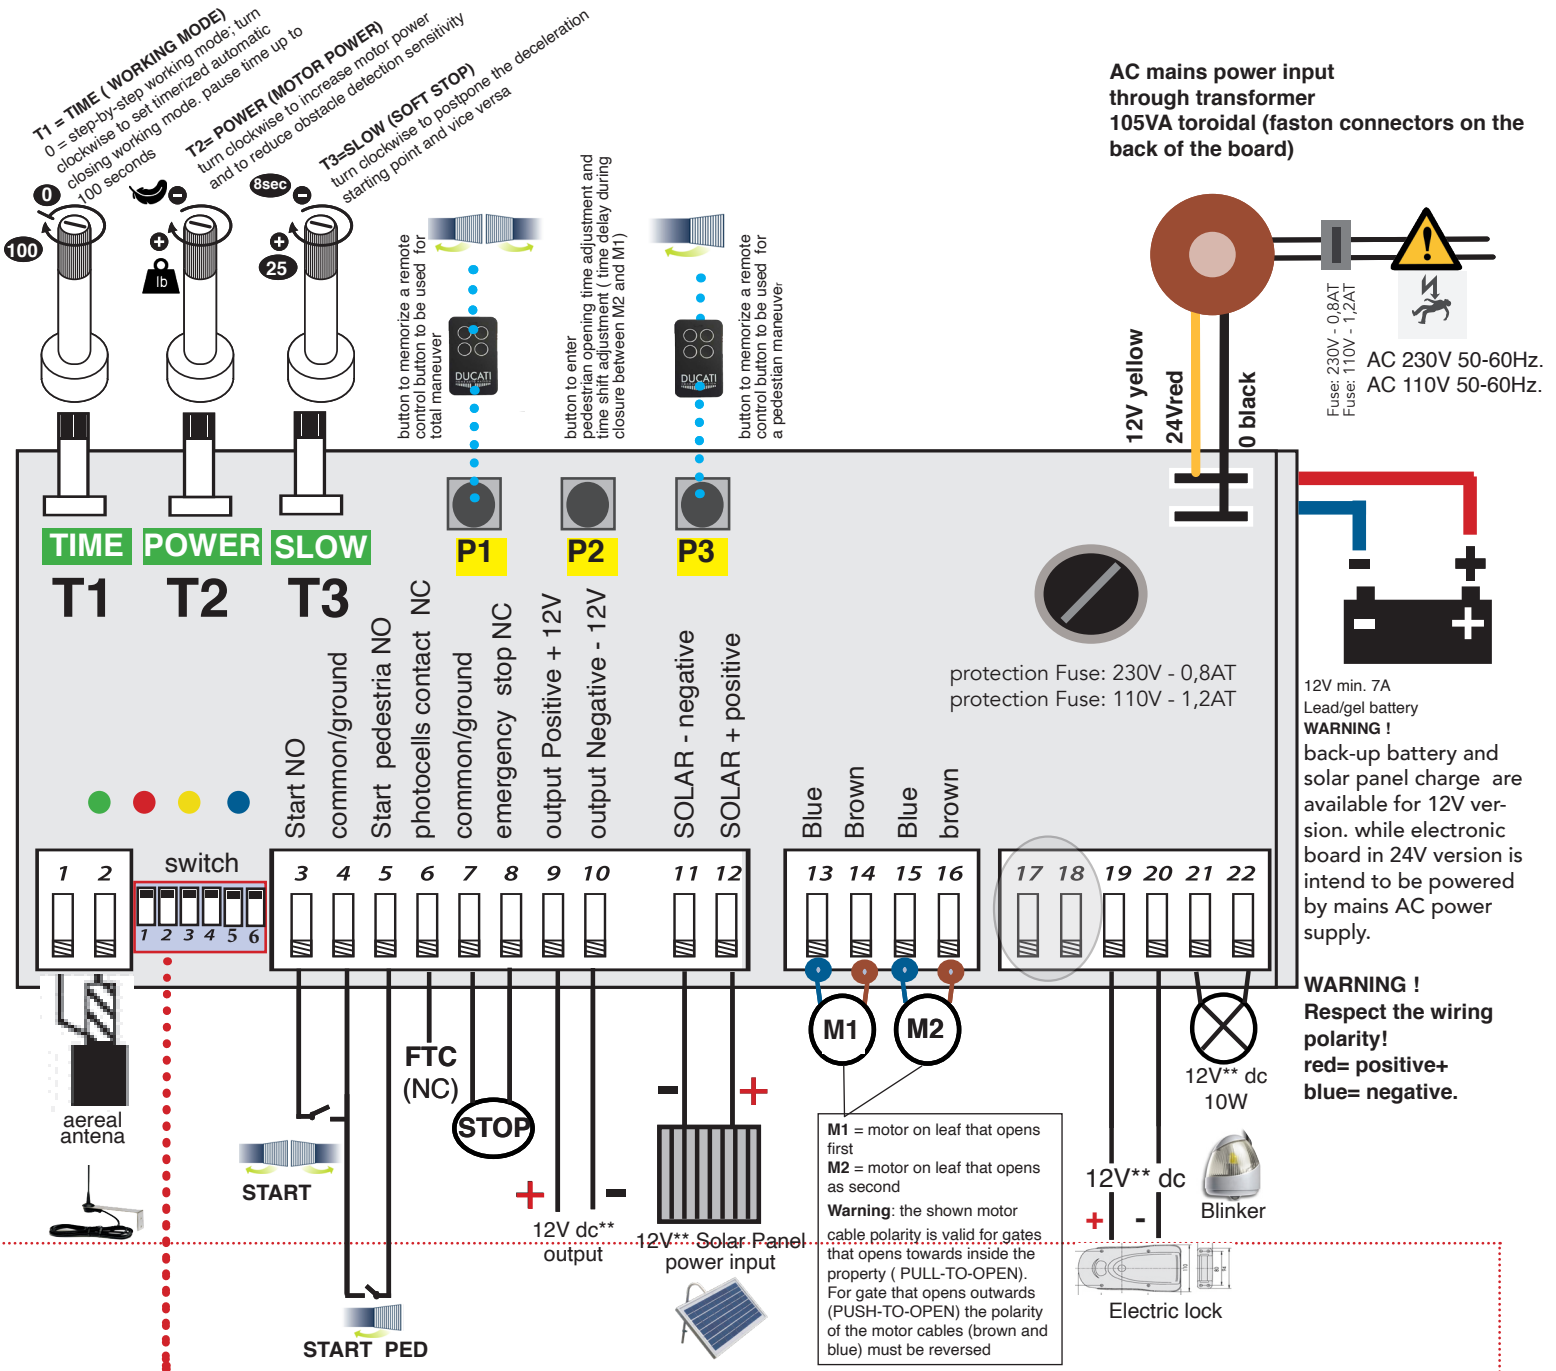 T1 = TIME ( WORKING MODE)
0 = step-by-step working mode; turn
clockwise to set timerized automatic
closing working mode. pause time up to
100 seconds
T2= POWER (MOTOR POWER)
turn clockwise to increase motor power
and to reduce obstacle detection sensitivity
T3=SLOW (SOFT STOP)
turn clockwise to postpone the deceleration
starting point and vice versa
0
100
lb
8sec
25
button to memorize a remote
control button to be used for
total maneuver
DUCATI
button to enter
pedestrian opening time adjustment and
time shift adjustment ( time delay during
closure between M2 and M1)
DUCATI
button to memorize a remote
control button to be used for
a pedestian maneuver
AC mains power input
through transformer
105VA toroidal (faston connectors on the
back of the board)
Fuse: 230V - 0,8AT
Fuse: 110V - 1,2AT
AC 230V 50-60Hz.
AC 110V 50-60Hz.
12V yellow
24Vred
0 black
TIME
POWER
SLOW
T1
T2
T3
P1
P2
P3
protection Fuse: 230V - 0,8AT
protection Fuse: 110V - 1,2AT
12V min. 7A
Lead/gel battery
WARNING !
back-up battery and
solar panel charge are
available for 12V ver-
sion. while electronic
board in 24V version is
intend to be powered
by mains AC power
supply.
WARNING !
Respect the wiring
polarity!
red= positive+
blue= negative.
Start NO
common/ground
Start pedestria NO
photocells contact NC
common/ground
emergency stop NC
output Positive + 12V
output Negative - 12V
SOLAR - negative
SOLAR + positive
Blue
Brown
Blue
brown
switch
1 2
1 2 3 4 5 6
3 4 5 6 7 8 9 10
11 12
13 14 15 16
17 18 19 20 21 22
aereal
antena
START
START PED
FTC
(NC)
STOP
+ -
12V dc**
output
- +
12V** Solar Panel
power input
M1
M2
M1 = motor on leaf that opens
first
M2 = motor on leaf that opens
as second
Warning: the shown motor
cable polarity is valid for gates
that opens towards inside the
property ( PULL-TO-OPEN).
For gate that opens outwards
(PUSH-TO-OPEN) the polarity
of the motor cables (brown and
blue) must be reversed
12V** dc
+ -
Electric lock
12V** dc
10W
Blinker